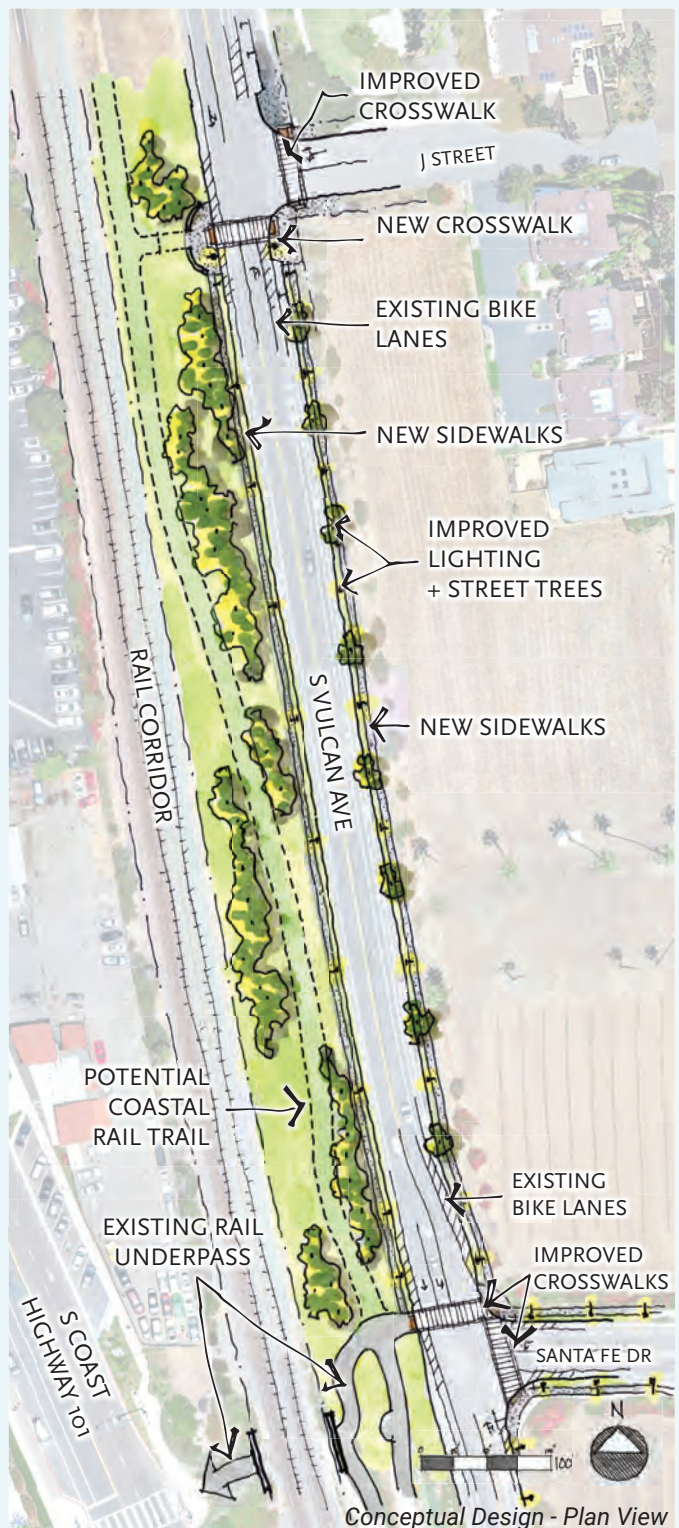 IMPROVED
CROSSWALK
J STREET
NEW CROSSWALK
EXISTING BIKE
LANES
NEW SIDEWALKS
IMPROVED
LIGHTING
+ STREET TREES
RAIL CORRIDOR
S VULCAN AVE
NEW SIDEWALKS
POTENTIAL
COASTAL
RAIL TRAIL
EXISTING
BIKE LANES
EXISTING RAIL
UNDERPASS
IMPROVED
CROSSWALKS
S COAST
HIGHWAY 101
SANTA FE DR
N
0
100'
Conceptual Design - Plan View